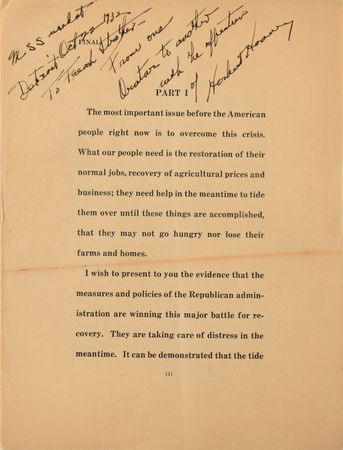 MSS used at
Detroit Oct 22 1932
To French Strother -
From one
Orator to another
with the affection
of Herbert Hoover
FINAL
PART I
The most important issue before the American
people right now is to overcome this crisis.
What our people need is the restoration of their
normal jobs, recovery of agricultural prices and
business; they need help in the meantime to tide
them over until these things are accomplished,
that they may not go hungry nor lose their
farms and homes.
I wish to present to you the evidence that the
measures and policies of the Republican admin-
istration are winning this major battle for re-
covery. They are taking care of distress in the
meantime. It can be demonstrated that the tide
(1)